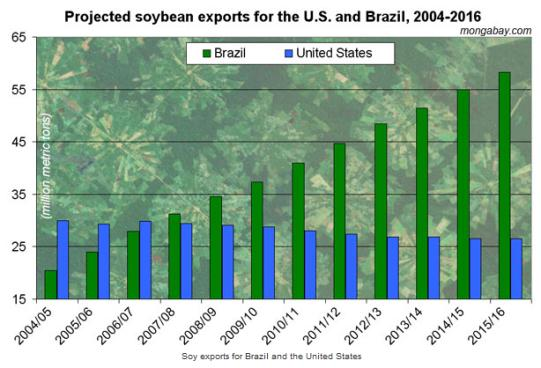 Projected soybean exports for the U.S. and Brazil, 2004-2016
mongabay.com
Brazil United States
(million metric tons)
65
55
45
35
25
15
2004/05 2005/06 2006/07 2007/08 2008/09 2009/10 2010/11 2011/12 2012/13 2013/14 2014/15 2015/16
Soy exports for Brazil and the United States